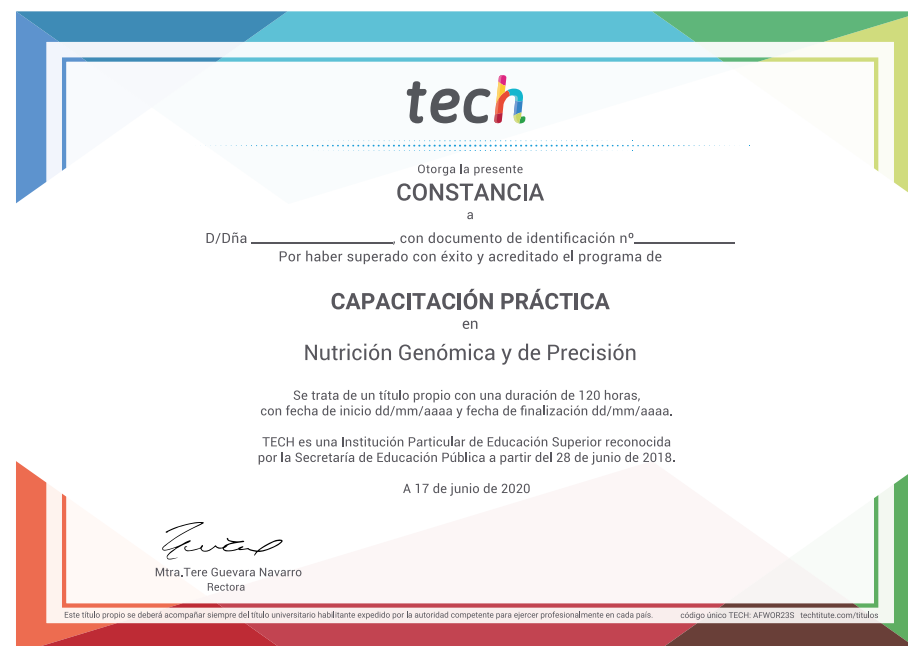 tech
Otorga la presente
CONSTANCIA
a
D/Dña ____________________, con documento de identificación nº______________
Por haber superado con éxito y acreditado el programa de
CAPACITACIÓN PRÁCTICA
en
Nutrición Genómica y de Precisión
Se trata de un título propio con una duración de 120 horas,
con fecha de inicio dd/mm/aaaa y fecha de finalización dd/mm/aaaa.
TECH es una Institución Particular de Educación Superior reconocida
por la Secretaría de Educación Pública a partir del 28 de junio de 2018.
A 17 de junio de 2020
Mtra.Tere Guevara Navarro
Rectora
Este título propio se deberá acompañar siempre del título universitario habilitante expedido por la autoridad competente para ejercer profesionalmente en cada país. código único TECH: AFWOR23S techtitute.com/titulos